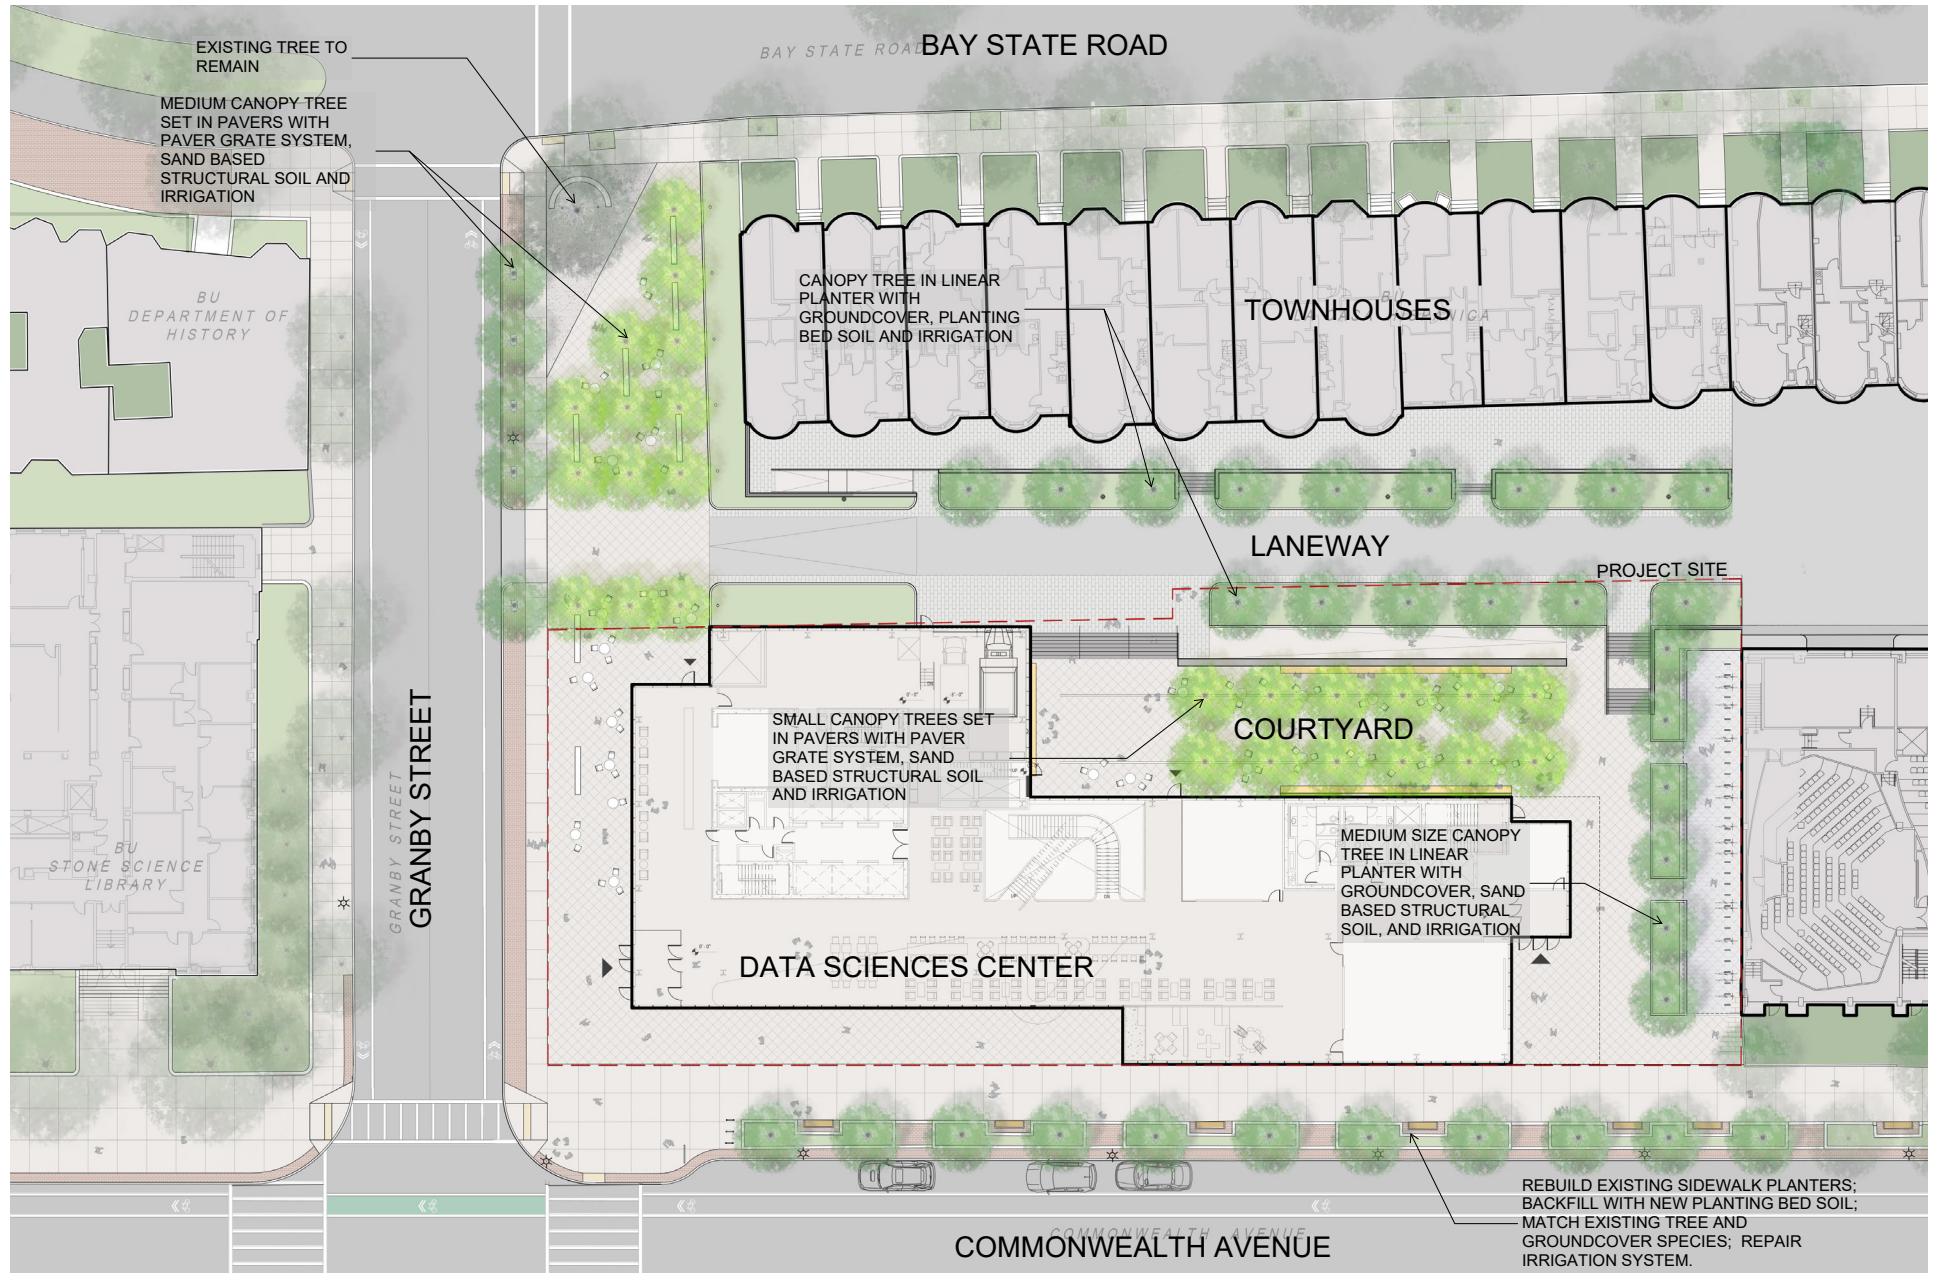 BAY STATE ROAD
BAY STATE ROAD
EXISTING TREE TO
REMAIN
MEDIUM CANOPY TREE
SET IN PAVERS WITH
PAVER GRATE SYSTEM,
SAND BASED
STRUCTURAL SOIL AND
IRRIGATION
BU
DEPARTMENT OF
HISTORY
CANOPY TREE IN LINEAR
PLANTER WITH
GROUNDCOVER, PLANTING
BED SOIL AND IRRIGATION
TOWNHOUSES
BU
LANEWAY
PROJECT SITE
SMALL CANOPY TREES SET
IN PAVERS WITH PAVER
GRATE SYSTEM, SAND
BASED STRUCTURAL SOIL
AND IRRIGATION
COURTYARD
GRANBY STREET
GRANBY STREET
BU
STONE SCIENCE
LIBRARY
MEDIUM SIZE CANOPY
TREE IN LINEAR
PLANTER WITH
GROUNDCOVER, SAND
BASED STRUCTURAL
SOIL, AND IRRIGATION
DATA SCIENCES CENTER
REBUILD EXISTING SIDEWALK PLANTERS;
BACKFILL WITH NEW PLANTING BED SOIL;
MATCH EXISTING TREE AND
GROUNDCOVER SPECIES; REPAIR
IRRIGATION SYSTEM.
COMMONWEALTH AVENUE
COMMONWEALTH AVENUE